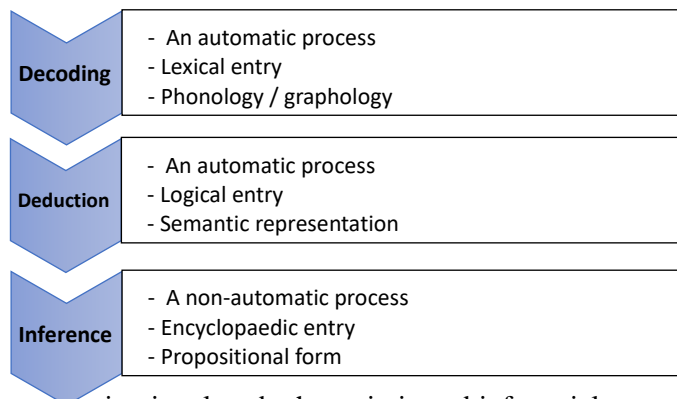 Decoding
- An automatic process
- Lexical entry
- Phonology / graphology
Deduction
- An automatic process
- Logical entry
- Semantic representation
Inference
- A non-automatic process
- Encyclopaedic entry
- Propositional form